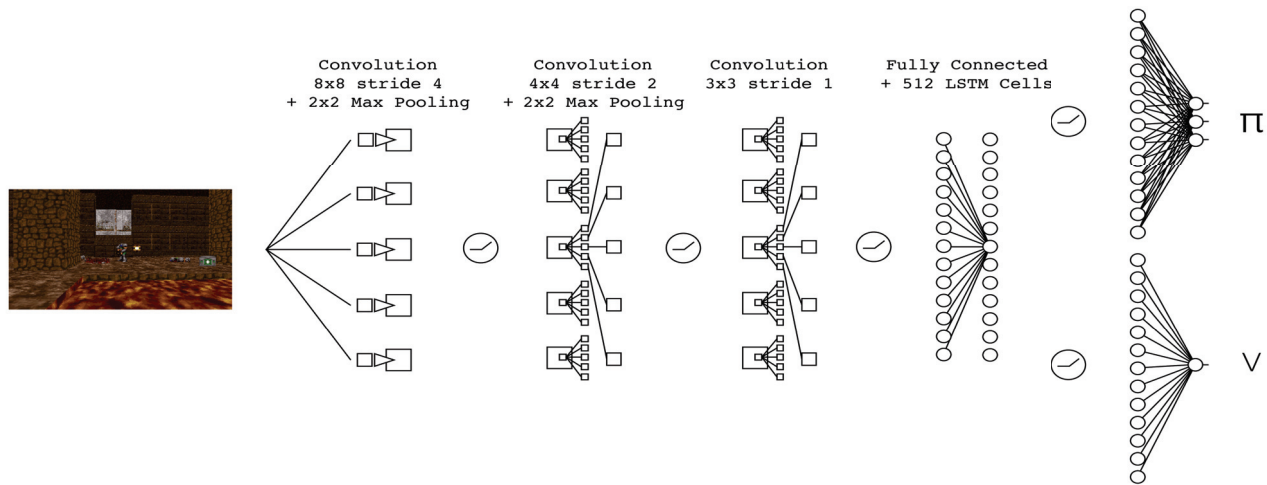 Convolution
8x8 stride 4
+ 2x2 Max Pooling
Convolution
4x4 stride 2
+ 2x2 Max Pooling
Convolution
3x3 stride 1
Fully Connected
+ 512 LSTM Cells
π
V